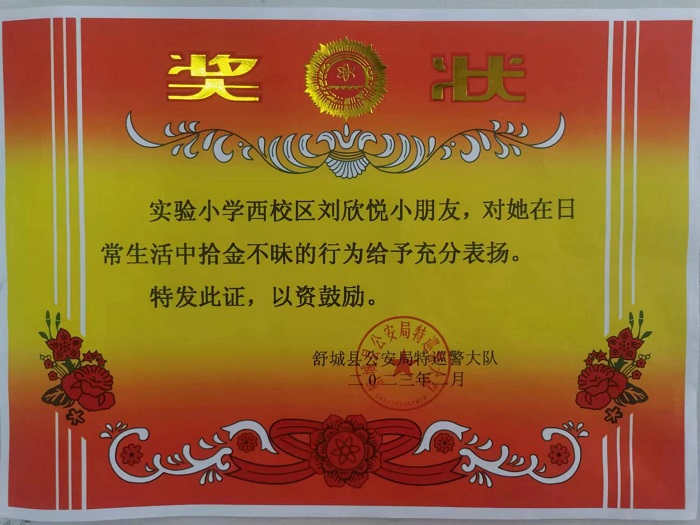 奖 状
实验小学西校区刘欣悦小朋友，对她在日
常生活中拾金不昧的行为给予充分表扬。
特发此证，以资鼓励。
舒城县公安局特巡警大队
二〇二三年二月